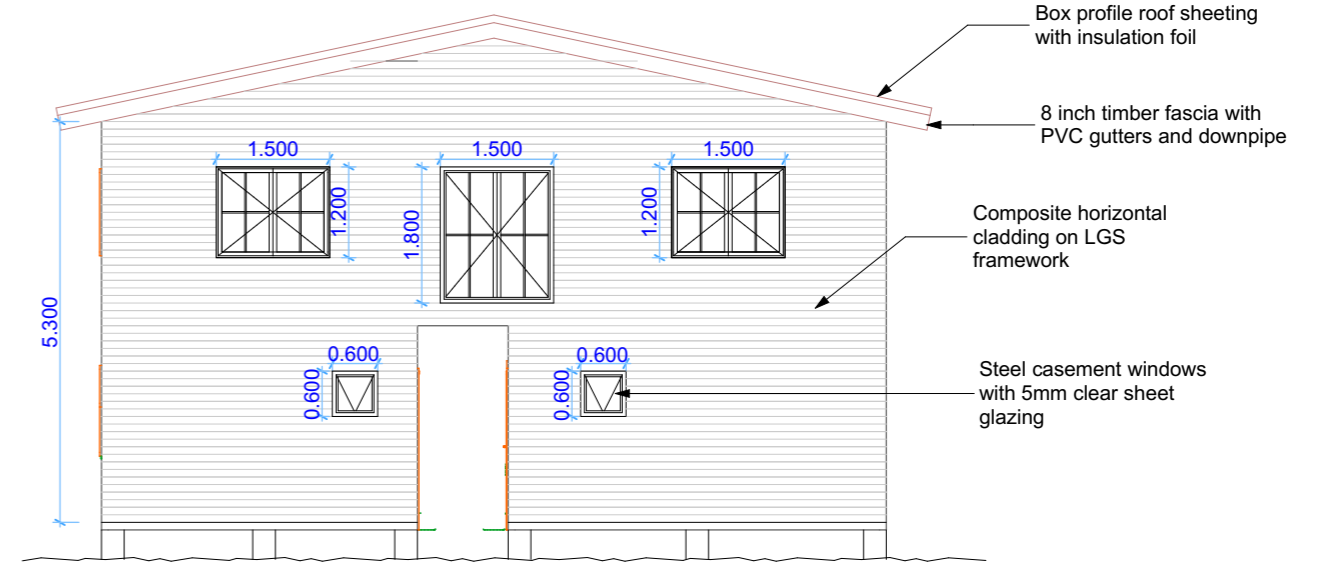 Box profile roof sheeting
with insulation foil
8 inch timber fascia with
PVC gutters and downpipe
1.500
1.500
1.500
1.200
1.800
1.200
Composite horizontal
cladding on LGS
framework
5.300
0.600
0.600
0.600
0.600
Steel casement windows
with 5mm clear sheet
glazing